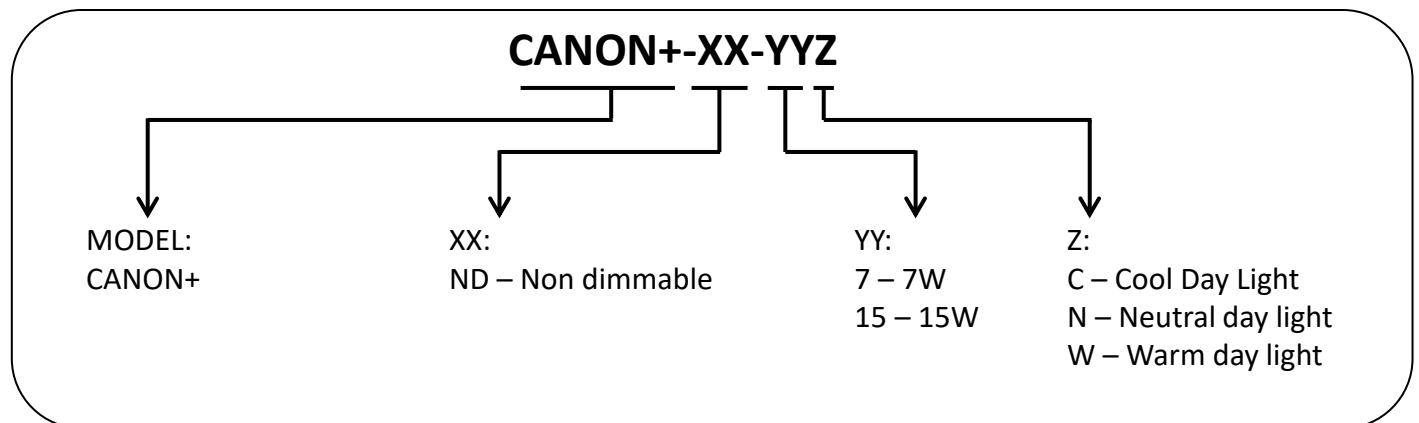 CANON+-XX-YYZ
MODEL:
CANON+
XX:
ND – Non dimmable
YY:
7 – 7W
15 – 15W
Z:
C – Cool Day Light
N – Neutral day light
W – Warm day light